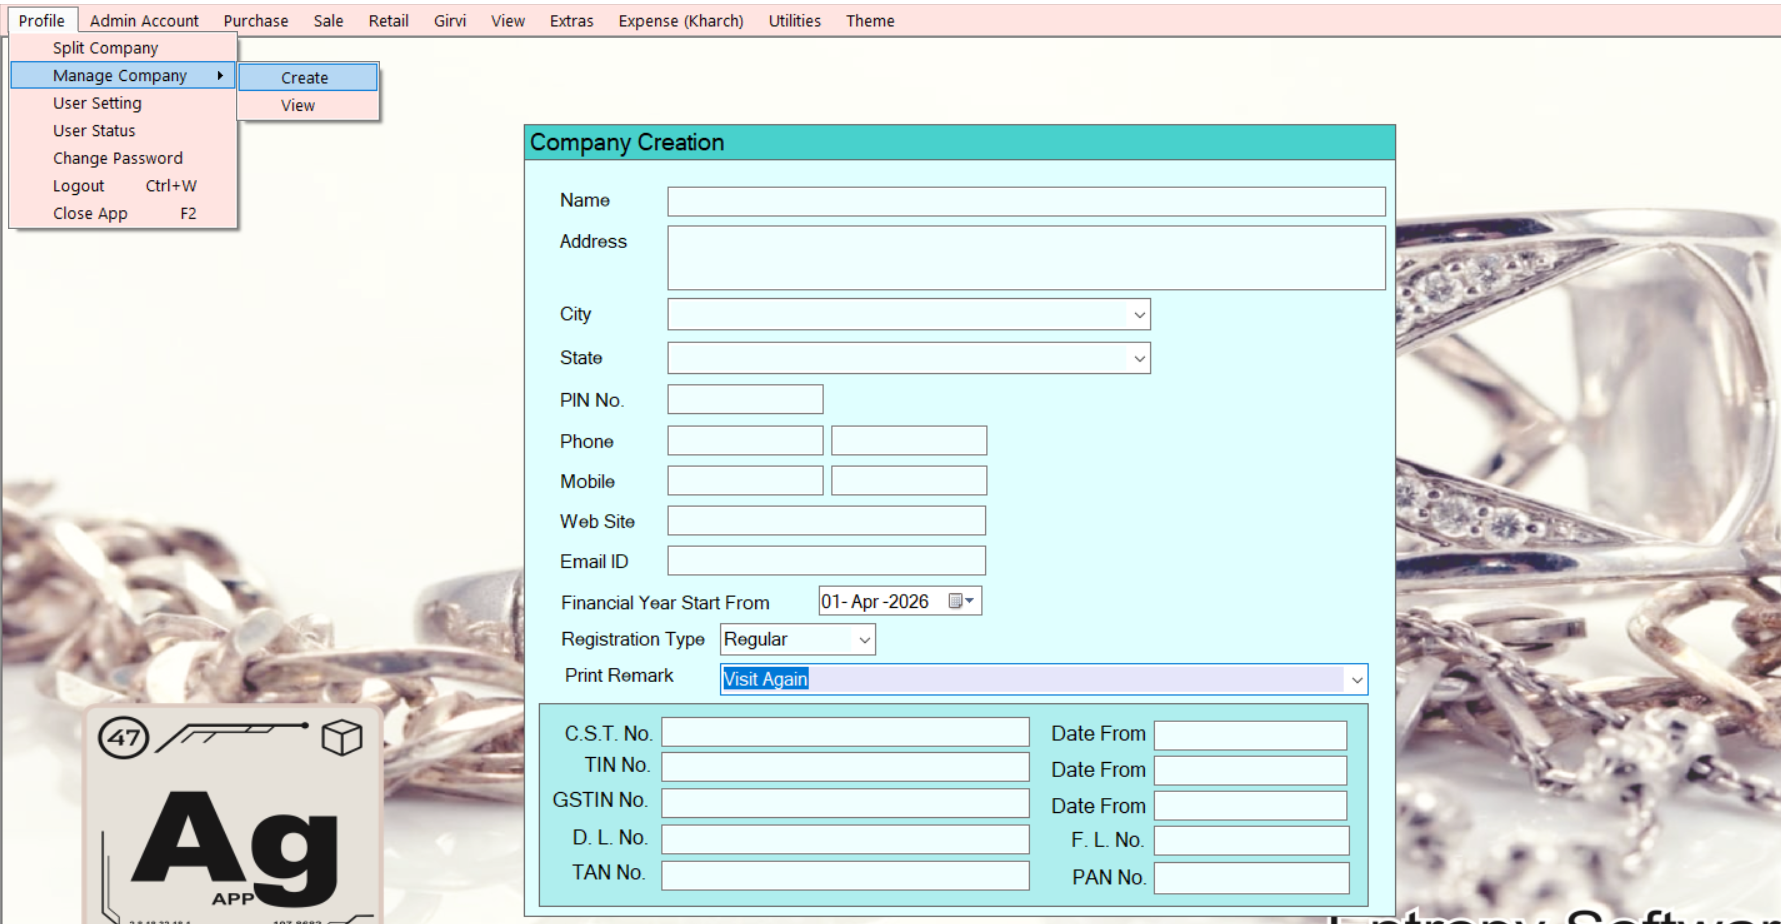 Profile Admin Account Purchase Sale Retail Girvi View Extras Expense (Kharch) Utilities Theme
Split Company
Manage Company
Create
View
User Setting
User Status
Change Password
Logout Ctrl+W
Close App F2
Company Creation
Name
Address
City
State
PIN No.
Phone
Mobile
Web Site
Email ID
Financial Year Start From 01-Apr-2026
Registration Type Regular
Print Remark Visit Again
C.S.T. No. Date From
TIN No. Date From
GSTIN No. Date From
D. L. No. F. L. No.
TAN No. PAN No.
47
Ag
APP